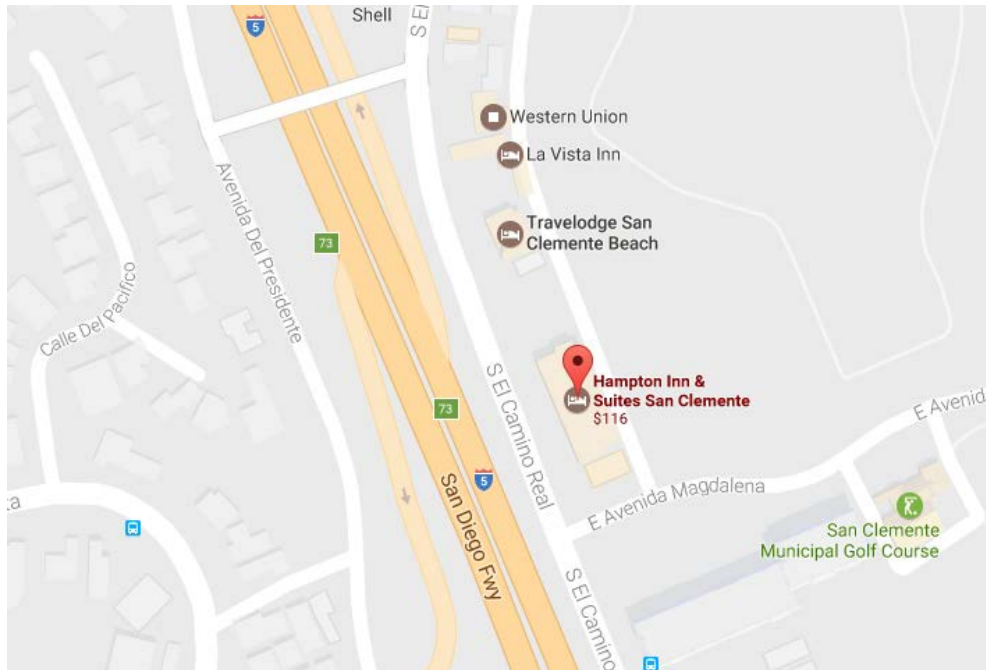 5
Shell
S El
Western Union
La Vista Inn
Travelodge San
Clemente Beach
Avenida Del Presidente
73
Calle Del Pacifico
Hampton Inn &
Suites San Clemente
$116
S El Camino Real
73
E Avenid
5
San Diego Fwy
E Avenida Magdalena
ta
San Clemente
Municipal Golf Course
S El Camino